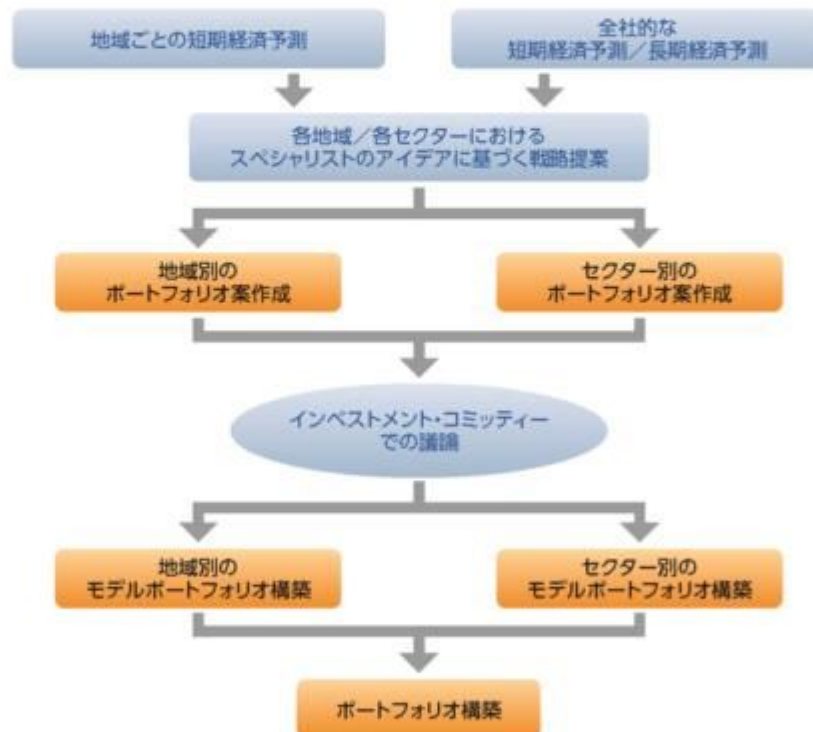 地域ごとの短期経済予測
全社的な
短期経済予測／長期経済予測
各地域／各セクターにおける
スペシャリストのアイデアに基づく戦略提案
地域別の
ポートフォリオ案作成
セクター別の
ポートフォリオ案作成
インベストメント・コミッティー
での議論
地域別の
モデルポートフォリオ構築
セクター別の
モデルポートフォリオ構築
ポートフォリオ構築